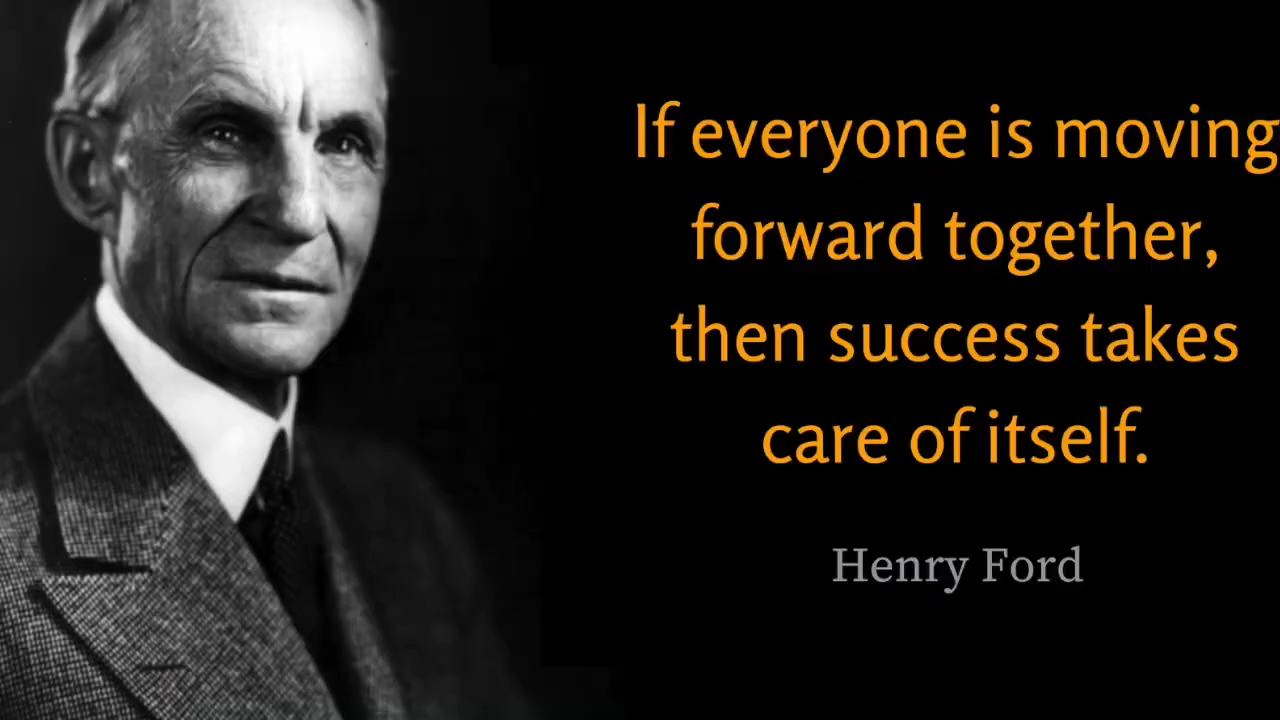 If everyone is moving
forward together,
then success takes
care of itself.
Henry Ford